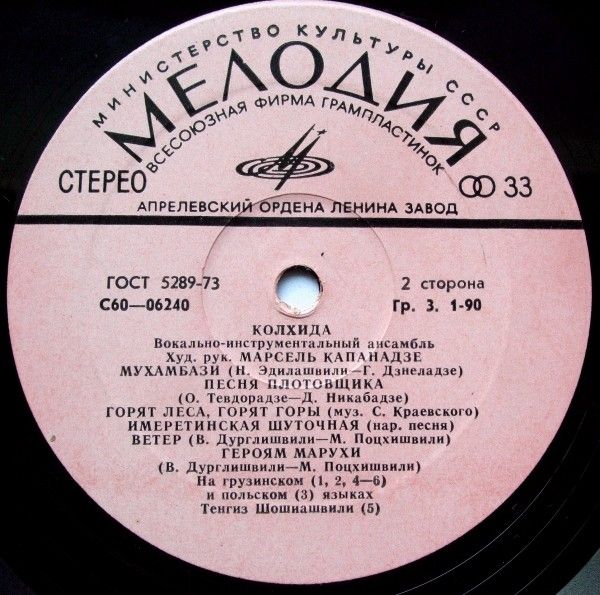 МИНИСТЕРСТВО КУЛЬТУРЫ СССР
МЕЛОДИЯ
ВСЕСОЮЗНАЯ ФИРМА ГРАМПЛАСТИНОК
СТЕРЕО
33
АПРЕЛЕВСКИЙ ОРДЕНА ЛЕНИНА ЗАВОД
ГОСТ 5289-73
2 сторона
С60—06240
Гр. 3. 1-90
КОЛХИДА
Вокально-инструментальный ансамбль
Худ. рук. МАРСЕЛЬ КАПАНАДЗЕ
МУХАМБАЗИ (Н. Эдилашвили—Г. Дзнеладзе)
ПЕСНЯ ПЛОТОВЩИКА
(О. Тевдорадзе—Д. Никабадзе)
ГОРЯТ ЛЕСА, ГОРЯТ ГОРЫ (муз. С. Краевского)
ИМЕРЕТИНСКАЯ ШУТОЧНАЯ (нар. песня)
ВЕТЕР (В. Дурглишвили—М. Поцхишвили)
ГЕРОЯМ МАРУХИ
(В. Дурглишвили—М. Поцхишвили)
На грузинском (1, 2, 4—6)
и польском (3) языках
Тенгиз Шошиашвили (5)